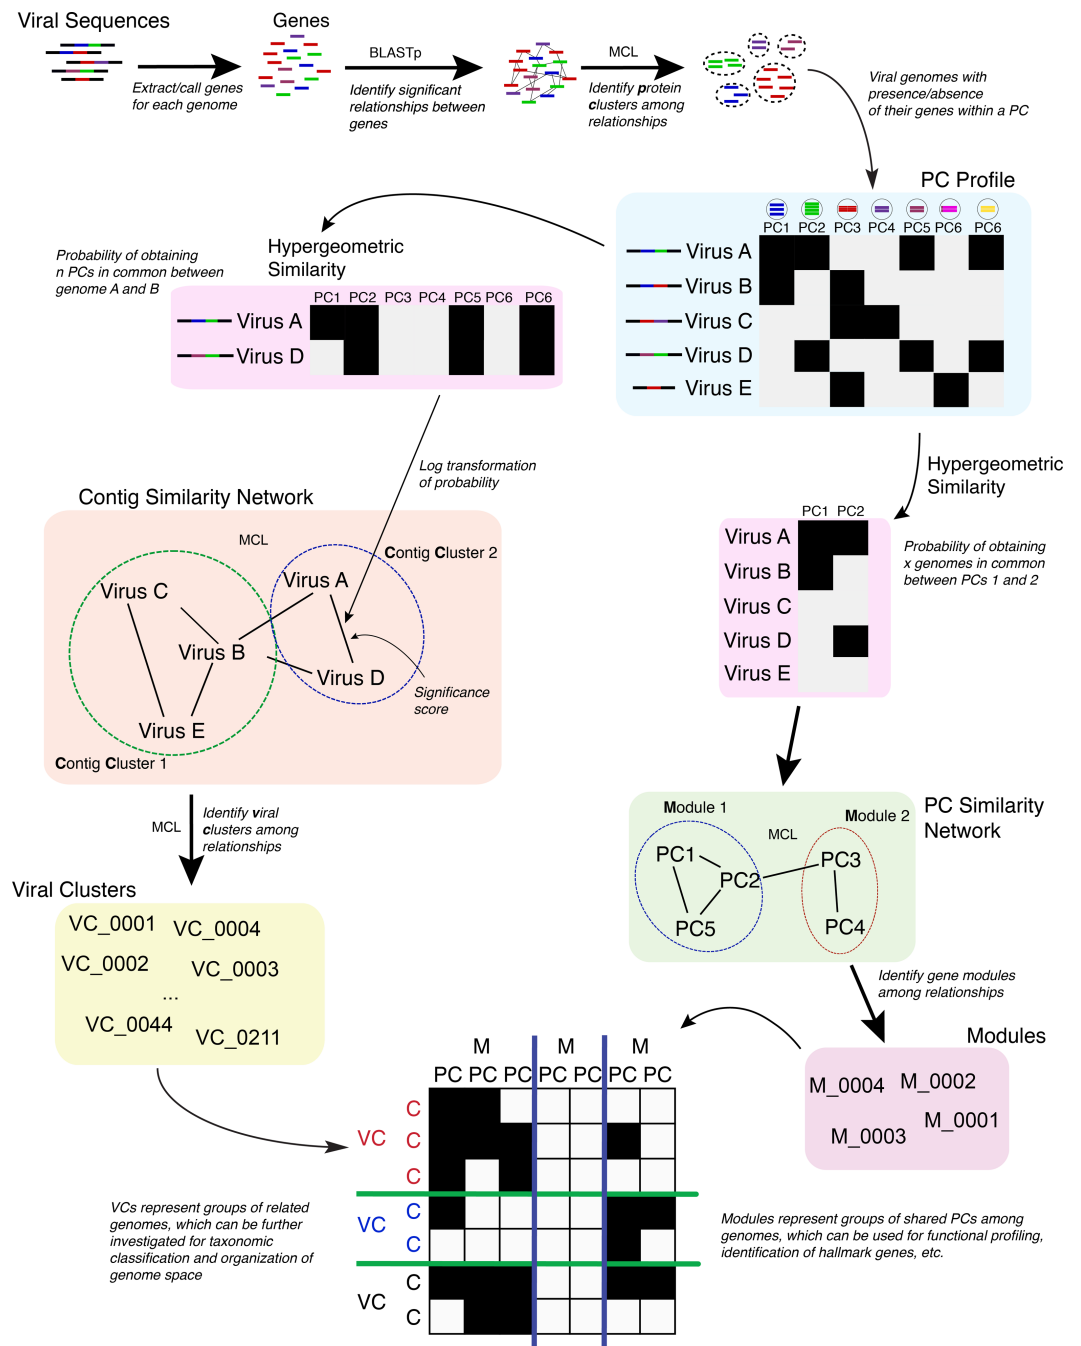 Viral Sequences
Genes
BLASTp
MCL
Extract/call genes
for each genome
Identify significant
relationships between
genes
Identify protein
clusters among
relationships
Viral genomes with
presence/absence
of their genes within a PC
PC Profile
PC1 PC2 PC3 PC4 PC5 PC6 PC6
Virus A
Virus B
Virus C
Virus D
Virus E
Hypergeometric
Similarity
Probability of obtaining
n PCs in common between
genome A and B
PC1 PC2 PC3 PC4 PC5 PC6 PC6
Virus A
Virus D
Log transformation
of probability
Contig Similarity Network
MCL
Contig Cluster 2
Virus A
Virus C
Virus B
Virus D
Virus E
Significance
score
Contig Cluster 1
Hypergeometric
Similarity
PC1 PC2
Virus A
Virus B
Virus C
Virus D
Virus E
Probability of obtaining
x genomes in common
between PCs 1 and 2
MCL
Identify viral
clusters among
relationships
Viral Clusters
VC_0001 VC_0004
VC_0002 VC_0003
...
VC_0044 VC_0211
PC Similarity
Network
Module 1
MCL
Module 2
PC1
PC2
PC5
PC3
PC4
Identify gene modules
among relationships
Modules
M_0004 M_0002
M_0003 M_0001
M M M
PC PC PC PC PC PC PC
C
VC C
C
C
VC
C
C
VC
C
VCs represent groups of related
genomes, which can be further
investigated for taxonomic
classification and organization of
genome space
Modules represent groups of shared PCs among
genomes, which can be used for functional profiling,
identification of hallmark genes, etc.